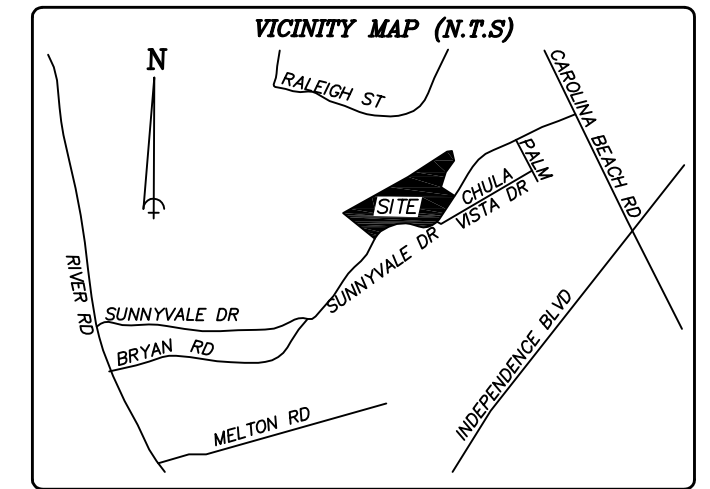 VICINITY MAP (N.T.S)
N
RALEIGH ST
CAROLINA BEACH RD
PALM
CHULA
VISTA DR
SITE
SUNNYVALE DR
RIVER RD
SUNNYVALE DR
BRYAN RD
INDEPENDENCE BLVD
MELTON RD